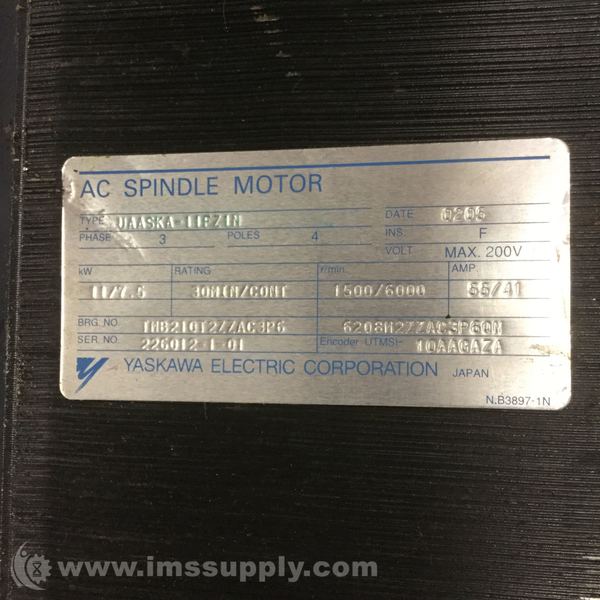 AC SPINDLE MOTOR
TYPE UAASKA-11PZ1N
DATE 0205
PHASE 3 POLES 4 INS. F
VOLT MAX. 200V
kW RATING r/min. AMP.
11/7.5 30MIN/CONT 1500/6000 55/41
BRG. NO.
SER. NO. 226012-1-01 Encoder UTMSI- 10AAGAZA
YASKAWA ELECTRIC CORPORATION JAPAN
N.B3897-1N
www.imssupply.com